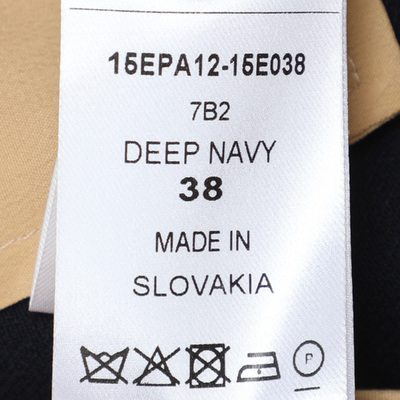 15EPA12-15E038
7B2
DEEP NAVY
38
MADE IN
SLOVAKIA
P